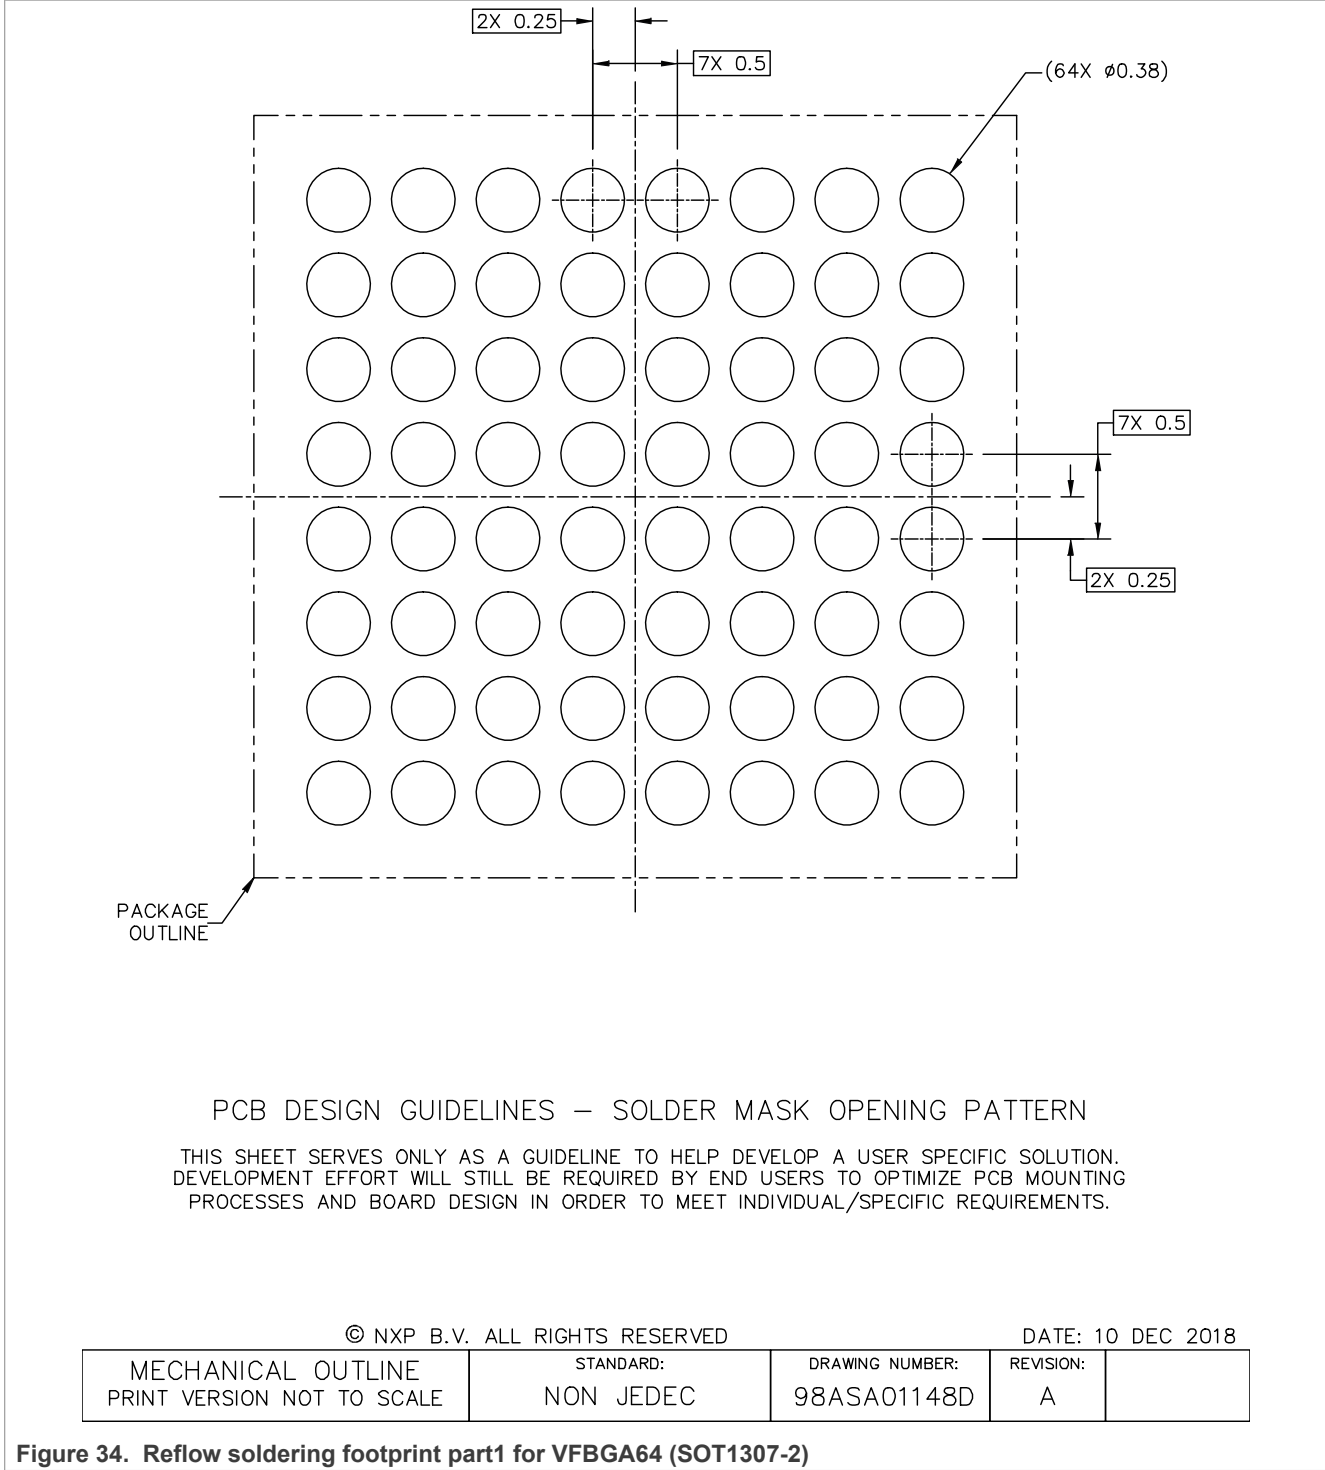 2X 0.25
7X 0.5
(64X ø0.38)
7X 0.5
2X 0.25
PACKAGE
OUTLINE
PCB DESIGN GUIDELINES – SOLDER MASK OPENING PATTERN
THIS SHEET SERVES ONLY AS A GUIDELINE TO HELP DEVELOP A USER SPECIFIC SOLUTION.
DEVELOPMENT EFFORT WILL STILL BE REQUIRED BY END USERS TO OPTIMIZE PCB MOUNTING
PROCESSES AND BOARD DESIGN IN ORDER TO MEET INDIVIDUAL/SPECIFIC REQUIREMENTS.
© NXP B.V. ALL RIGHTS RESERVED
DATE: 10 DEC 2018
MECHANICAL OUTLINE
PRINT VERSION NOT TO SCALE
STANDARD:
NON JEDEC
DRAWING NUMBER:
98ASA01148D
REVISION:
A
Figure 34. Reflow soldering footprint part1 for VFBGA64 (SOT1307-2)